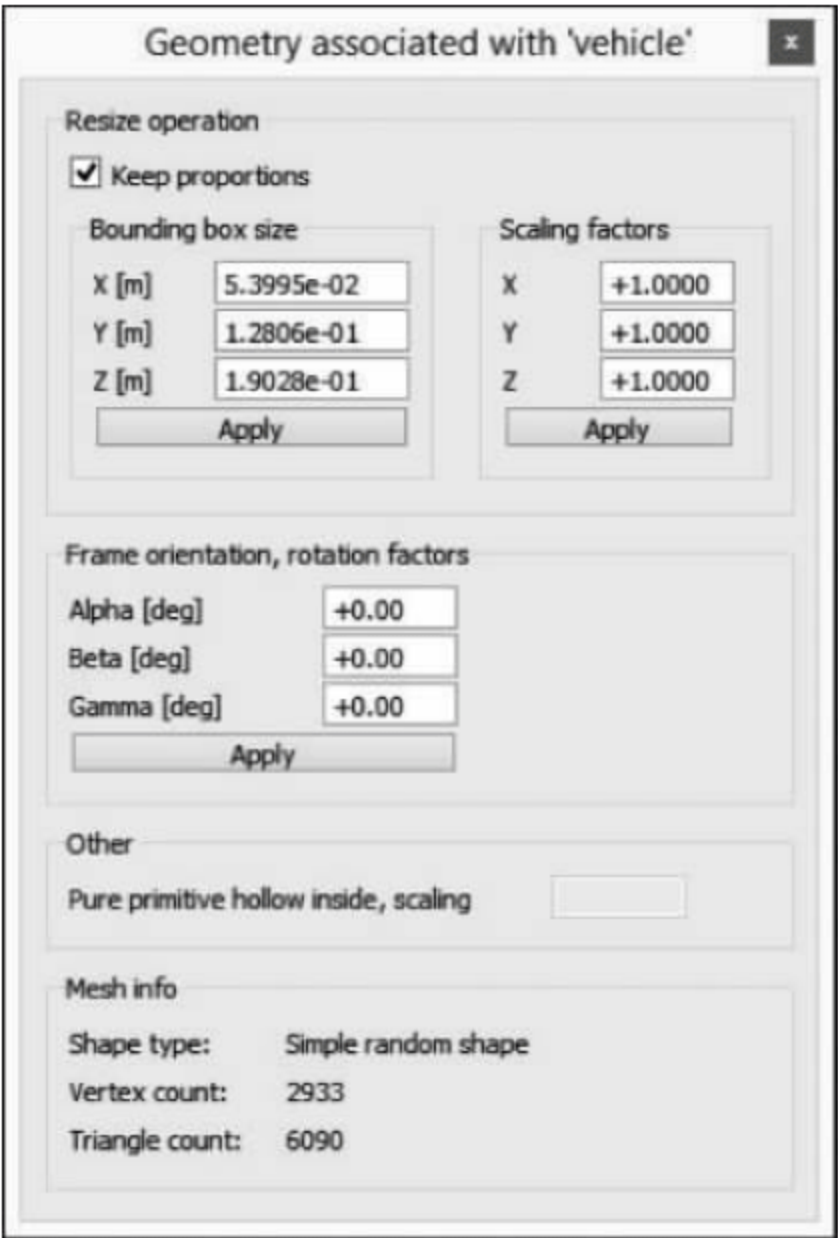 Geometry associated with 'vehicle'
x
Resize operation
Keep proportions
Bounding box size
X [m] 5.3995e-02
Y [m] 1.2806e-01
Z [m] 1.9028e-01
Apply
Scaling factors
X +1.0000
Y +1.0000
Z +1.0000
Apply
Frame orientation, rotation factors
Alpha [deg] +0.00
Beta [deg] +0.00
Gamma [deg] +0.00
Apply
Other
Pure primitive hollow inside, scaling
Mesh info
Shape type: Simple random shape
Vertex count: 2933
Triangle count: 6090